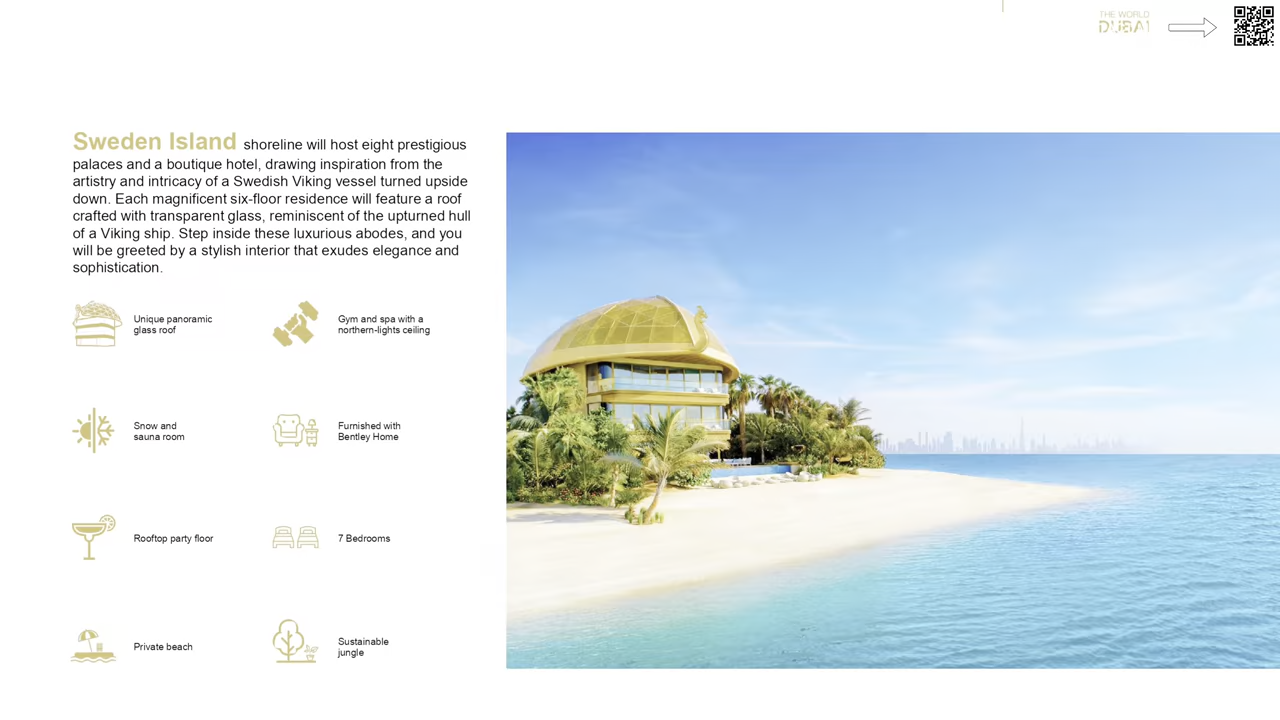 THE WORLD
DUBAI
Sweden Island shoreline will host eight prestigious
palaces and a boutique hotel, drawing inspiration from the
artistry and intricacy of a Swedish Viking vessel turned upside
down. Each magnificent six-floor residence will feature a roof
crafted with transparent glass, reminiscent of the upturned hull
of a Viking ship. Step inside these luxurious abodes, and you
will be greeted by a stylish interior that exudes elegance and
sophistication.
Unique panoramic
glass roof
Gym and spa with a
northern-lights ceiling
Snow and
sauna room
Furnished with
Bentley Home
Rooftop party floor
7 Bedrooms
Private beach
Sustainable
jungle